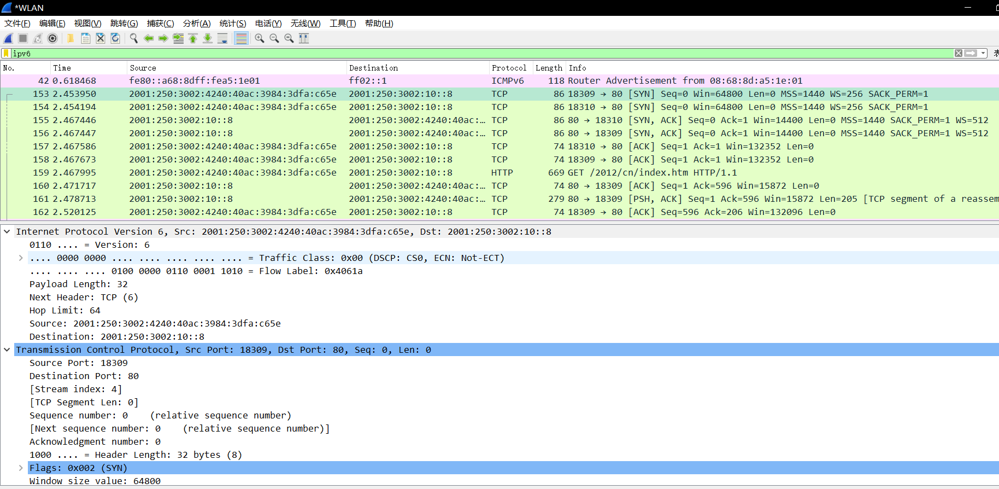 *WLAN
文件(F) 编辑(E) 视图(V) 跳转(G) 捕获(C) 分析(A) 统计(S) 电话(Y) 无线(W) 工具(T) 帮助(H)
ipv6
No. Time Source Destination Protocol Length Info
42 0.618468 fe80::a68:8dff:fea5:1e01 ff02::1 ICMPv6 118 Router Advertisement from 08:68:8d:a5:1e:01
153 2.453950 2001:250:3002:4240:40ac:3984:3dfa:c65e 2001:250:3002:10::8 TCP 86 18309 → 80 [SYN] Seq=0 Win=64800 Len=0 MSS=1440 WS=256 SACK_PERM=1
154 2.454194 2001:250:3002:4240:40ac:3984:3dfa:c65e 2001:250:3002:10::8 TCP 86 18310 → 80 [SYN] Seq=0 Win=64800 Len=0 MSS=1440 WS=256 SACK_PERM=1
155 2.467446 2001:250:3002:10::8 2001:250:3002:4240:40ac:… TCP 86 80 → 18310 [SYN, ACK] Seq=0 Ack=1 Win=14400 Len=0 MSS=1440 SACK_PERM=1 WS=512
156 2.467447 2001:250:3002:10::8 2001:250:3002:4240:40ac:… TCP 86 80 → 18309 [SYN, ACK] Seq=0 Ack=1 Win=14400 Len=0 MSS=1440 SACK_PERM=1 WS=512
157 2.467586 2001:250:3002:4240:40ac:3984:3dfa:c65e 2001:250:3002:10::8 TCP 74 18310 → 80 [ACK] Seq=1 Ack=1 Win=132352 Len=0
158 2.467673 2001:250:3002:4240:40ac:3984:3dfa:c65e 2001:250:3002:10::8 TCP 74 18309 → 80 [ACK] Seq=1 Ack=1 Win=132352 Len=0
159 2.467995 2001:250:3002:4240:40ac:3984:3dfa:c65e 2001:250:3002:10::8 HTTP 669 GET /2012/cn/index.htm HTTP/1.1
160 2.471717 2001:250:3002:10::8 2001:250:3002:4240:40ac:… TCP 74 80 → 18309 [ACK] Seq=1 Ack=596 Win=15872 Len=0
161 2.478713 2001:250:3002:10::8 2001:250:3002:4240:40ac:… TCP 279 80 → 18309 [PSH, ACK] Seq=1 Ack=596 Win=15872 Len=205 [TCP segment of a reassem
162 2.520125 2001:250:3002:4240:40ac:3984:3dfa:c65e 2001:250:3002:10::8 TCP 74 18309 → 80 [ACK] Seq=596 Ack=206 Win=132096 Len=0
Internet Protocol Version 6, Src: 2001:250:3002:4240:40ac:3984:3dfa:c65e, Dst: 2001:250:3002:10::8
0110 .... = Version: 6
.... 0000 0000 .... .... .... .... .... = Traffic Class: 0x00 (DSCP: CS0, ECN: Not-ECT)
.... .... .... 0100 0000 0110 0001 1010 = Flow Label: 0x4061a
Payload Length: 32
Next Header: TCP (6)
Hop Limit: 64
Source: 2001:250:3002:4240:40ac:3984:3dfa:c65e
Destination: 2001:250:3002:10::8
Transmission Control Protocol, Src Port: 18309, Dst Port: 80, Seq: 0, Len: 0
Source Port: 18309
Destination Port: 80
[Stream index: 4]
[TCP Segment Len: 0]
Sequence number: 0 (relative sequence number)
[Next sequence number: 0 (relative sequence number)]
Acknowledgment number: 0
1000 .... = Header Length: 32 bytes (8)
Flags: 0x002 (SYN)
Window size value: 64800